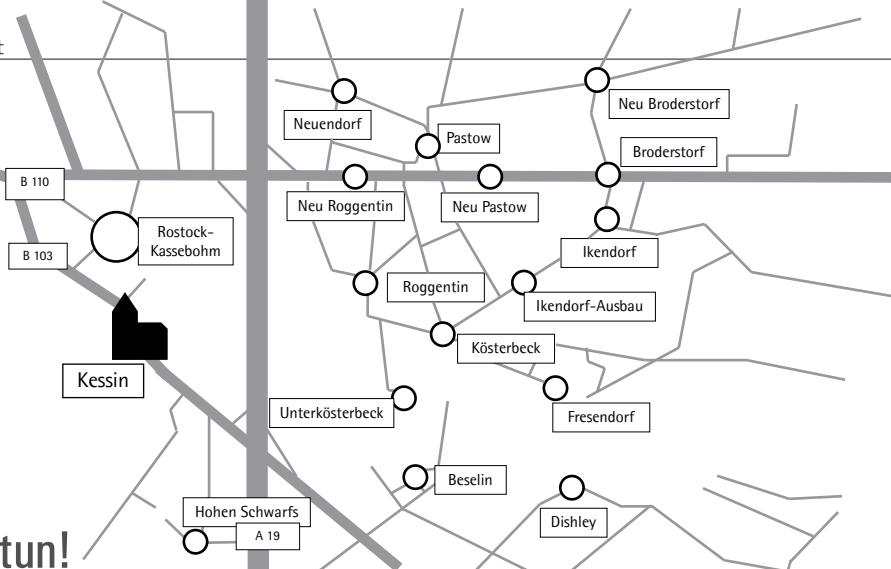 t
Neu Broderstorf
Neuendorf
Pastow
Broderstorf
B 110
Neu Roggentin
Neu Pastow
Rostock-
Kassebohm
Ikendorf
B 103
Roggentin
Ikendorf-Ausbau
Kösterbeck
Kessin
Unterkösterbeck
Fresendorf
Beselin
Hohen Schwarfs
Dishley
A 19
tun!